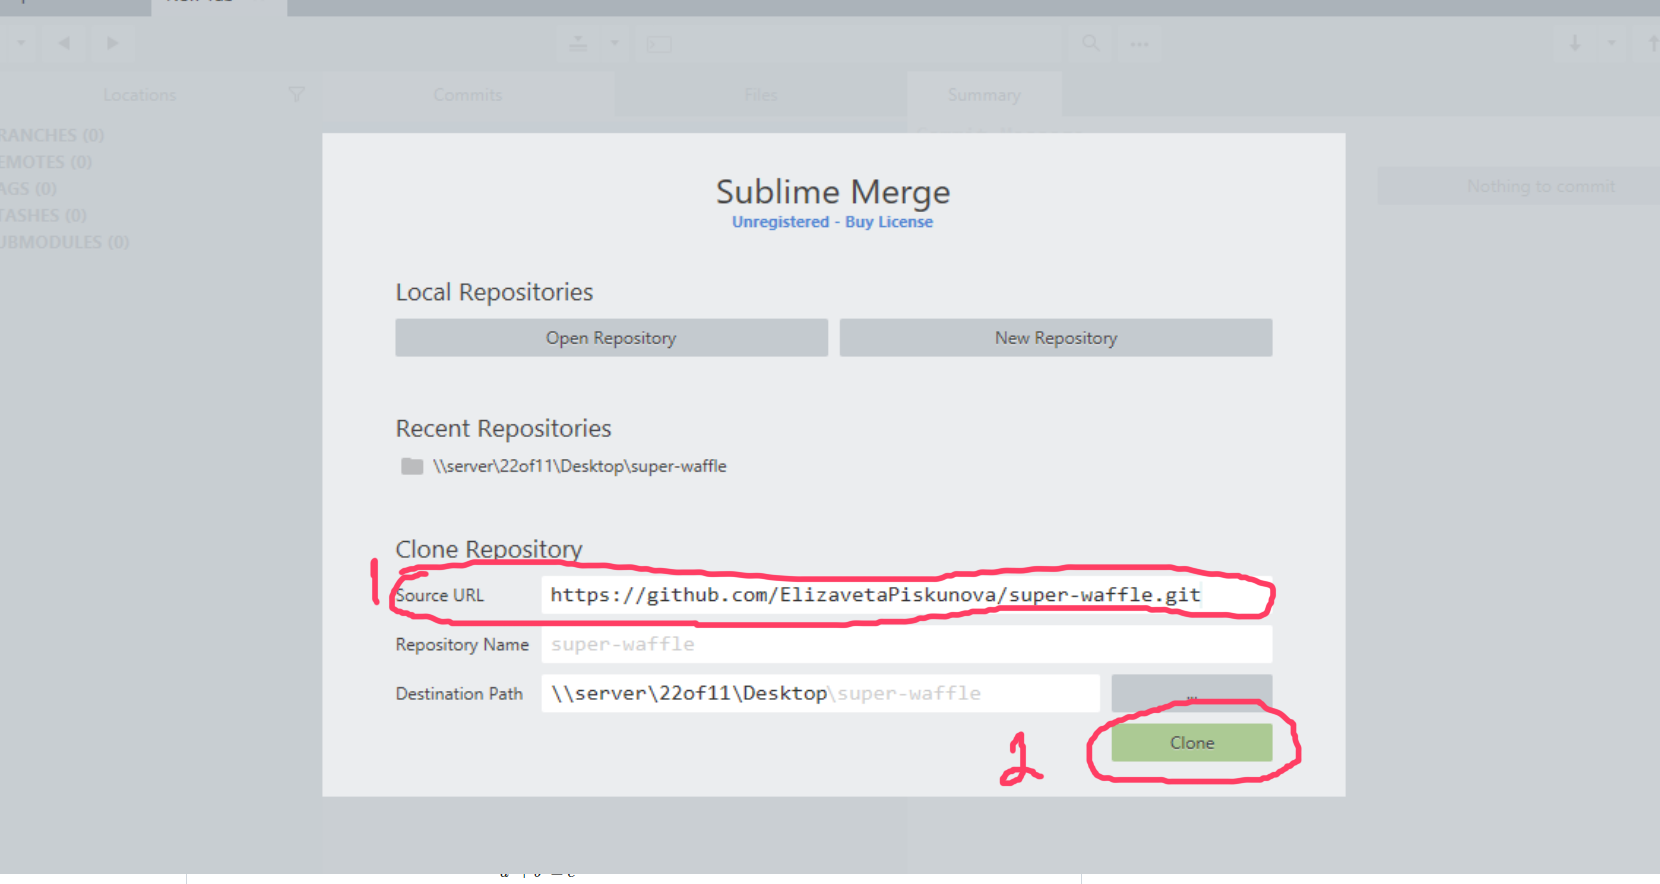 Locations
Commits
Files
Summary
RANCHES (0)
EMOTES (0)
AGS (0)
TASHES (0)
UBMODULES (0)
Nothing to commit
Sublime Merge
Unregistered - Buy License
Local Repositories
Open Repository
New Repository
Recent Repositories
\\server\22of11\Desktop\super-waffle
Clone Repository
1
Source URL
https://github.com/ElizavetaPiskunova/super-waffle.git
Repository Name
super-waffle
Destination Path
\\server\22of11\Desktop\super-waffle
...
2
Clone